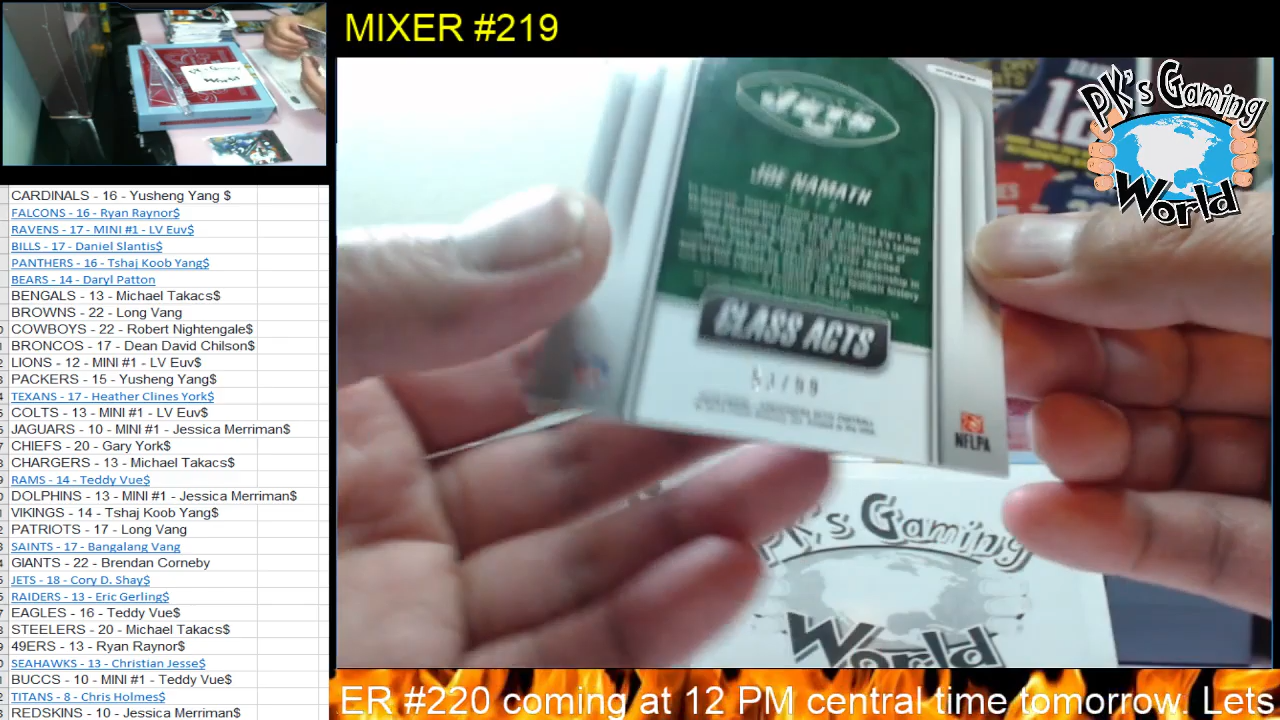 MIXER #219
CARDINALS - 16 - Yusheng Yang $
FALCONS - 16 - Ryan Raynor$
RAVENS - 17 - MINI #1 - LV Euv$
BILLS - 17 - Daniel Slantis$
PANTHERS - 16 - Tshaj Koob Yang$
BEARS - 14 - Daryl Patton
BENGALS - 13 - Michael Takacs$
BROWNS - 22 - Long Vang
COWBOYS - 22 - Robert Nightengale$
BRONCOS - 17 - Dean David Chilson$
LIONS - 12 - MINI #1 - LV Euv$
PACKERS - 15 - Yusheng Yang$
TEXANS - 17 - Heather Clines York$
COLTS - 13 - MINI #1 - LV Euv$
JAGUARS - 10 - MINI #1 - Jessica Merriman$
CHIEFS - 20 - Gary York$
CHARGERS - 13 - Michael Takacs$
RAMS - 14 - Teddy Vue$
DOLPHINS - 13 - MINI #1 - Jessica Merriman$
VIKINGS - 14 - Tshaj Koob Yang$
PATRIOTS - 17 - Long Vang
SAINTS - 17 - Bangalang Vang
GIANTS - 22 - Brendan Corneby
JETS - 18 - Cory D. Shay$
RAIDERS - 13 - Eric Gerling$
EAGLES - 16 - Teddy Vue$
STEELERS - 20 - Michael Takacs$
49ERS - 13 - Ryan Raynor$
SEAHAWKS - 13 - Christian Jesse$
BUCCS - 10 - MINI #1 - Teddy Vue$
TITANS - 8 - Chris Holmes$
REDSKINS - 10 - Jessica Merriman$
JETS
JOE NAMATH
CLASS ACTS
NFLPA
12
PK's Gaming
World
PK's Gaming
World
ER #220 coming at 12 PM central time tomorrow. Lets